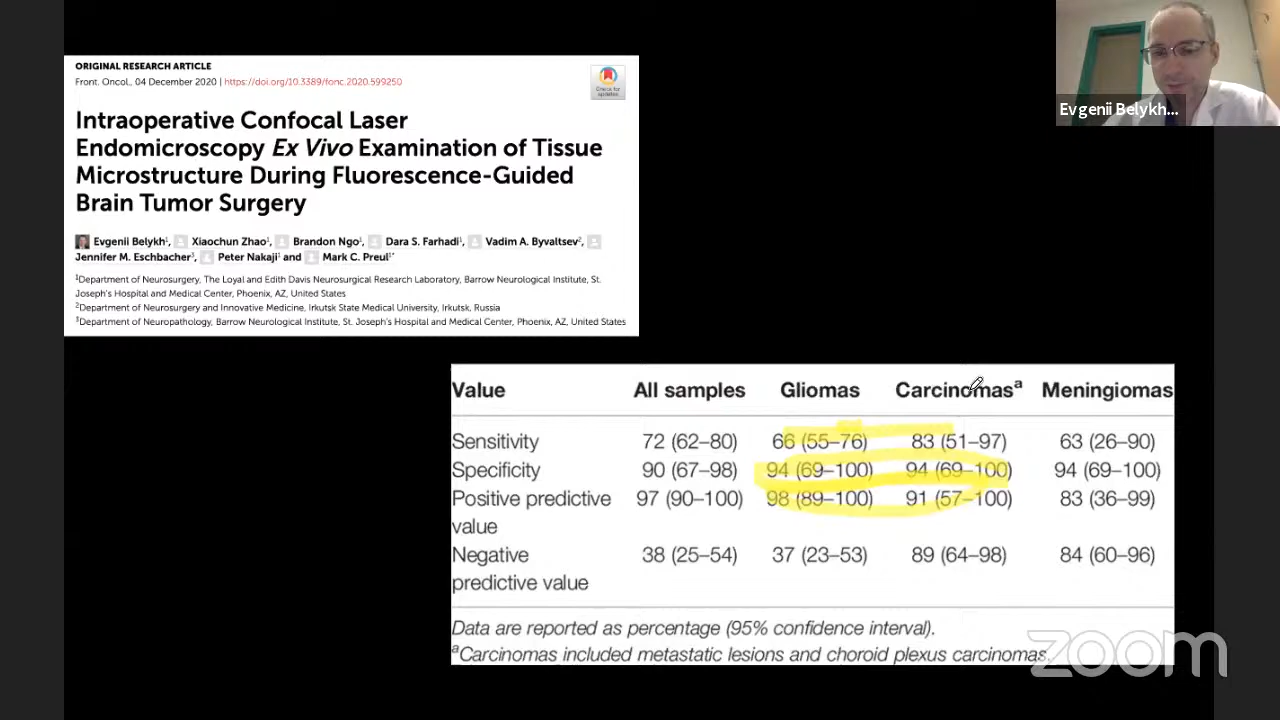 ORIGINAL RESEARCH ARTICLE
Front. Oncol., 04 December 2020 | https://doi.org/10.3389/fonc.2020.599250
Check for
updates
Intraoperative Confocal Laser
Endomicroscopy Ex Vivo Examination of Tissue
Microstructure During Fluorescence-Guided
Brain Tumor Surgery
Evgenii Belykh1, Xiaochun Zhao1, Brandon Ngo1, Dara S. Farhadi1, Vadim A. Byvaltsev2,
Jennifer M. Eschbacher3, Peter Nakaji1 and Mark C. Preul1*
1Department of Neurosurgery, The Loyal and Edith Davis Neurosurgical Research Laboratory, Barrow Neurological Institute, St.
Joseph's Hospital and Medical Center, Phoenix, AZ, United States
2Department of Neurosurgery and Innovative Medicine, Irkutsk State Medical University, Irkutsk, Russia
3Department of Neuropathology, Barrow Neurological Institute, St. Joseph's Hospital and Medical Center, Phoenix, AZ, United States
Evgenii Belykh...
Value All samples Gliomas Carcinomasa Meningiomas
Sensitivity 72 (62–80) 66 (55–76) 83 (51–97) 63 (26–90)
Specificity 90 (67–98) 94 (69–100) 94 (69–100) 94 (69–100)
Positive predictive 97 (90–100) 98 (89–100) 91 (57–100) 83 (36–99)
value
Negative 38 (25–54) 37 (23–53) 89 (64–98) 84 (60–96)
predictive value
Data are reported as percentage (95% confidence interval).
aCarcinomas included metastatic lesions and choroid plexus carcinomas.
zoom